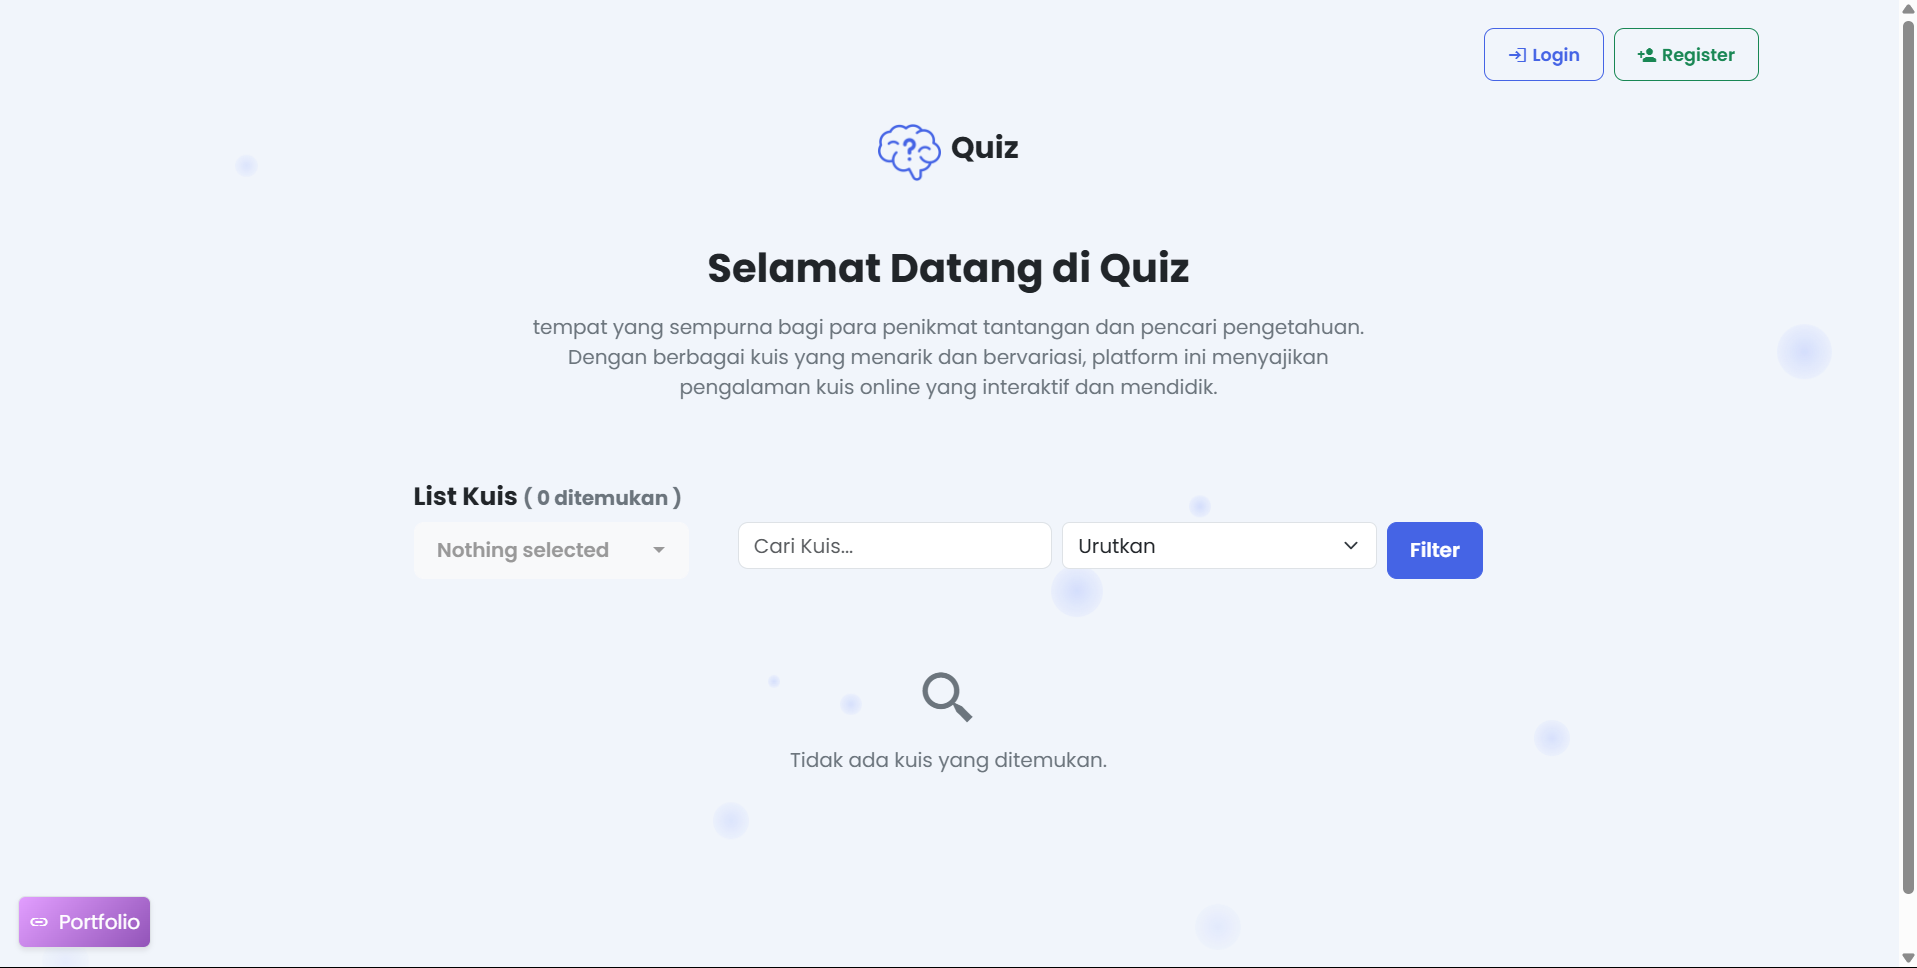 Login
Register
Quiz
Selamat Datang di Quiz
tempat yang sempurna bagi para penikmat tantangan dan pencari pengetahuan.
Dengan berbagai kuis yang menarik dan bervariasi, platform ini menyajikan
pengalaman kuis online yang interaktif dan mendidik.
List Kuis ( 0 ditemukan )
Nothing selected
Cari Kuis...
Urutkan
Filter
Tidak ada kuis yang ditemukan.
Portfolio